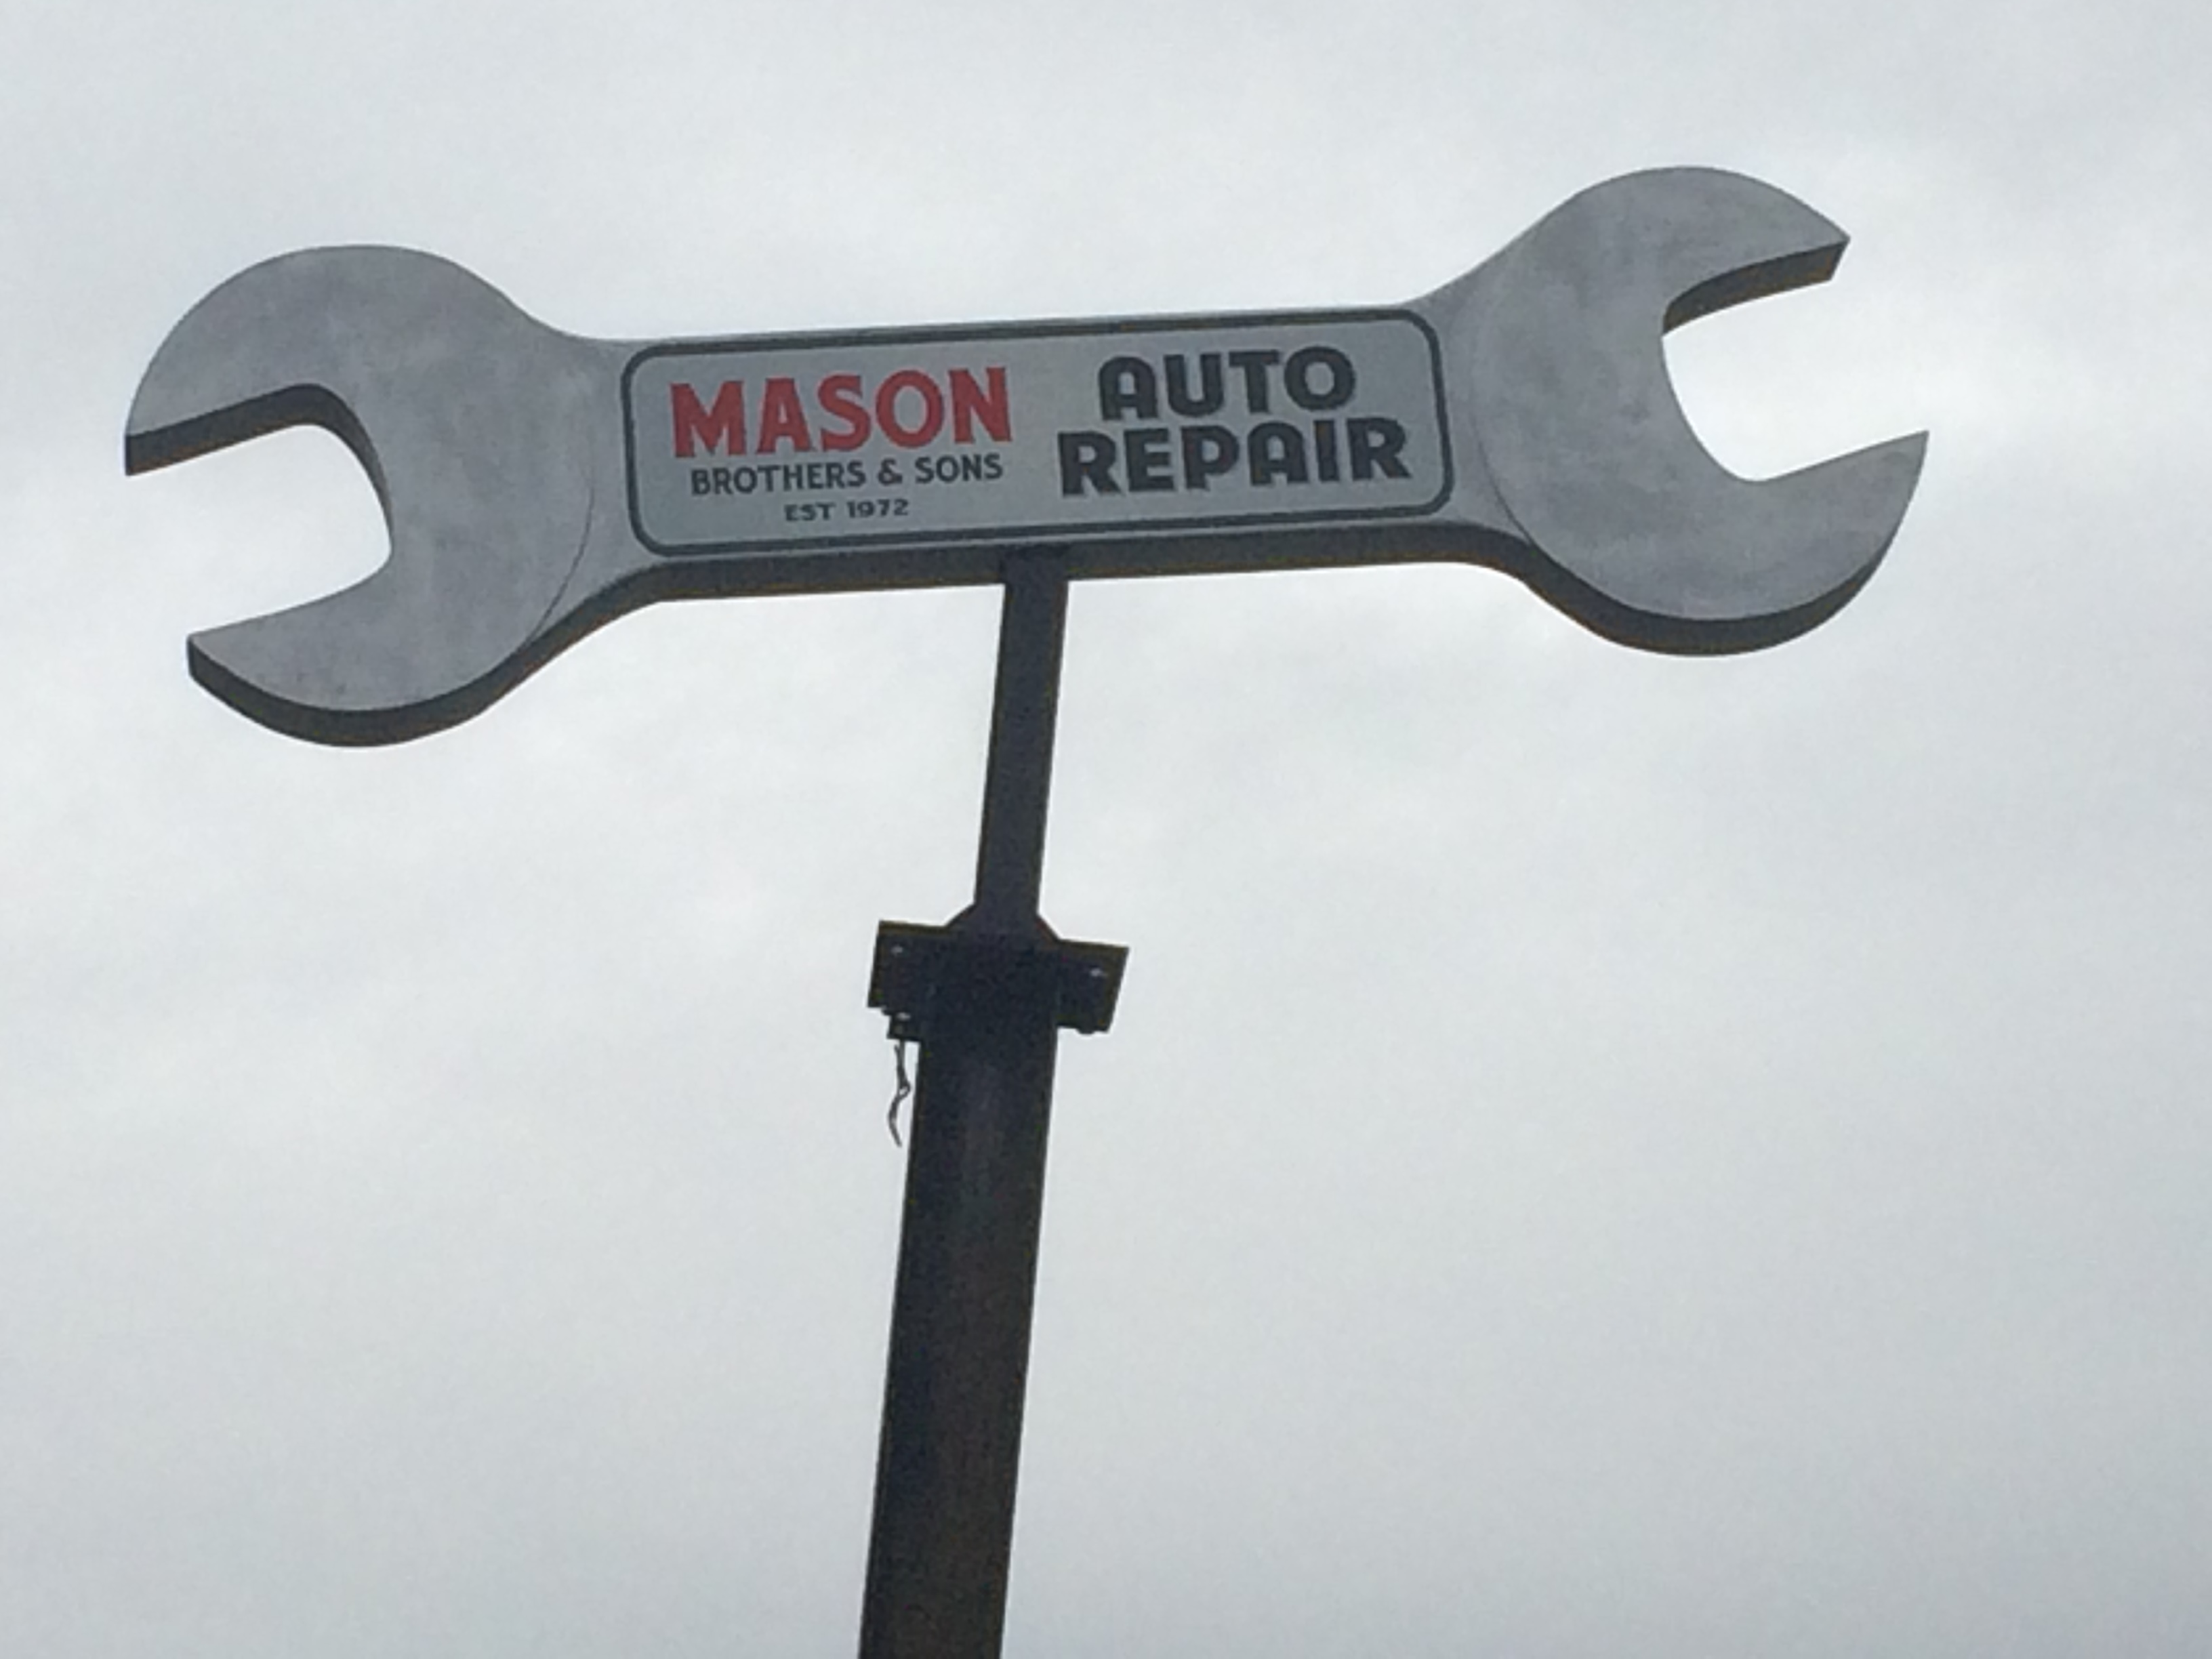 MASON
BROTHERS & SONS
EST 1972
AUTO
REPAIR